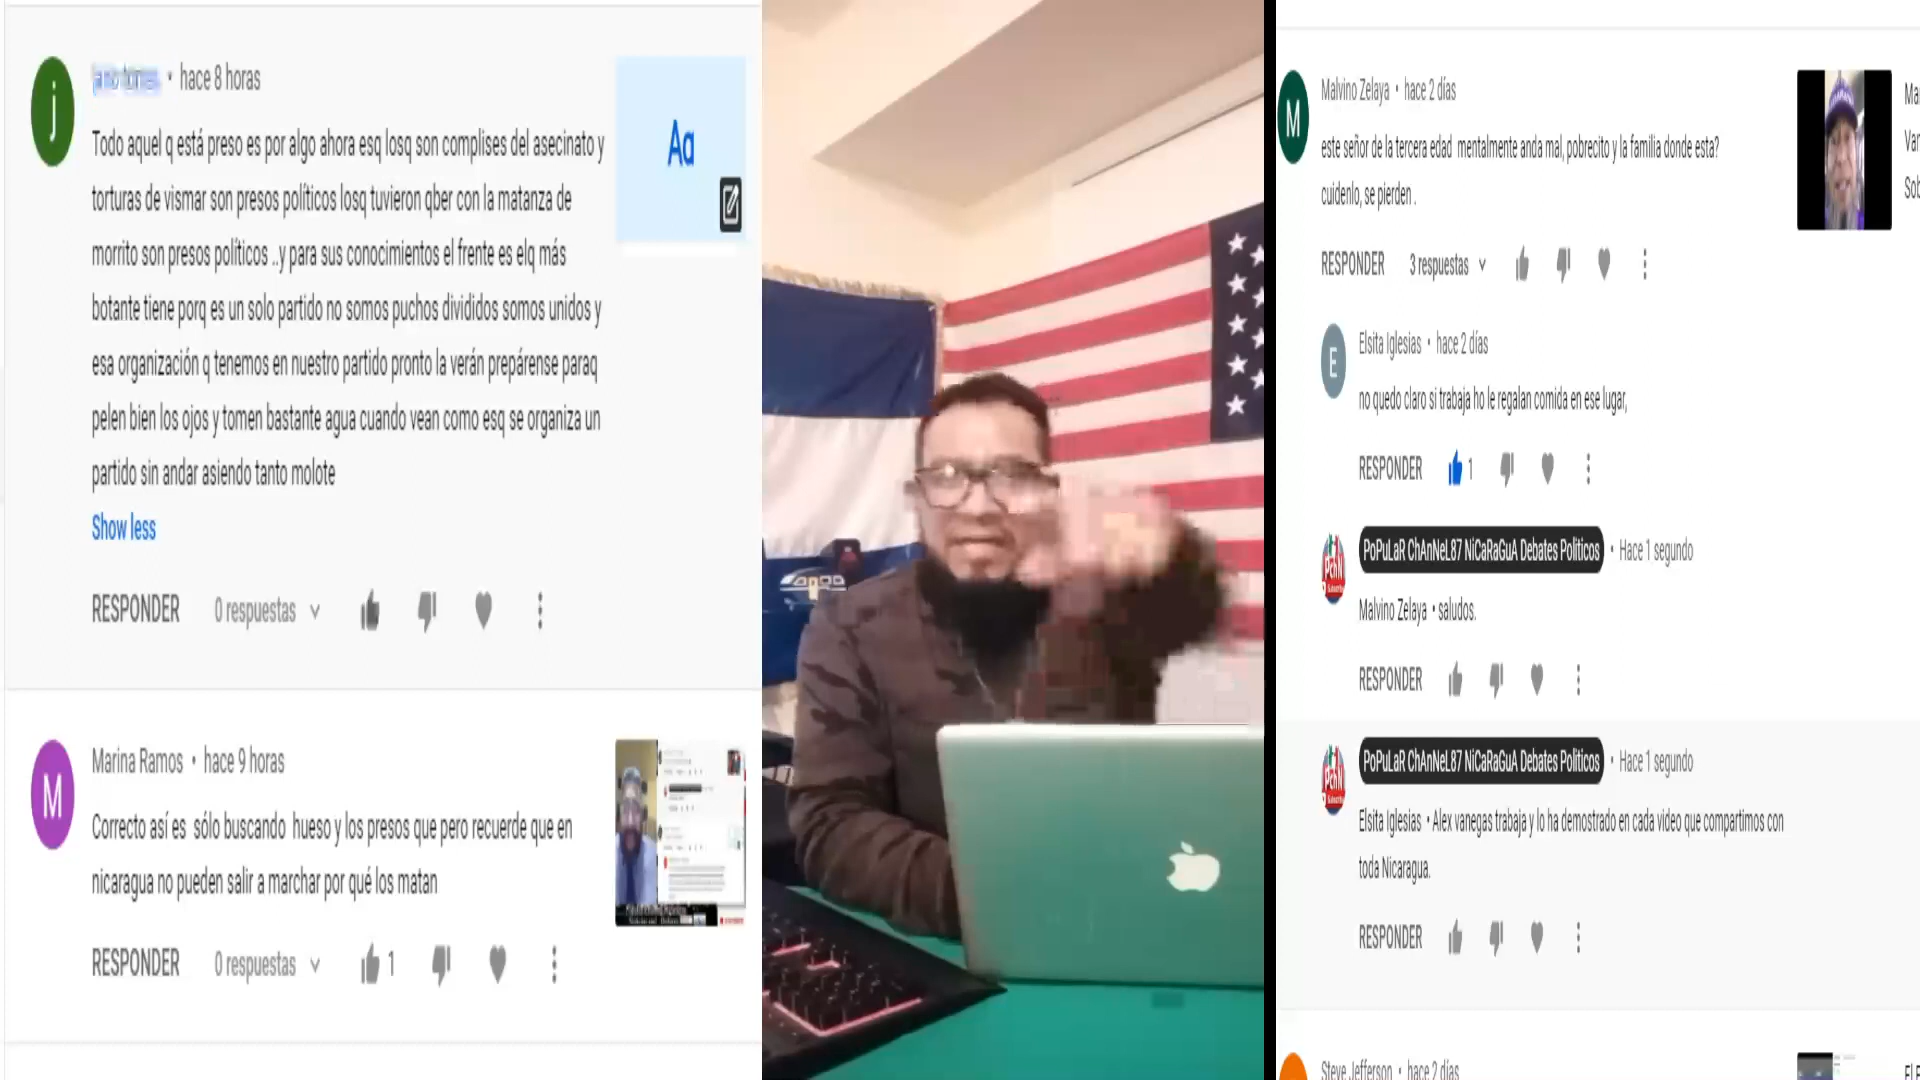 j
hace 8 horas
Todo aquel q está preso es por algo ahora esq losq son complises del asecinato y
torturas de vismar son presos políticos losq tuvieron qber con la matanza de
morrito son presos políticos ..y para sus conocimientos el frente es elq más
botante tiene porq es un solo partido no somos puchos divididos somos unidos y
esa organización q tenemos en nuestro partido pronto la verán prepárense paraq
pelen bien los ojos y tomen bastante agua cuando vean como esq se organiza un
partido sin andar asiendo tanto molote
Show less
RESPONDER 0 respuestas
Aa
M
Marina Ramos • hace 9 horas
Correcto así es sólo buscando hueso y los presos que pero recuerde que en
nicaragua no pueden salir a marchar por qué los matan
RESPONDER 0 respuestas 1
M
Malvino Zelaya • hace 2 días
este señor de la tercera edad mentalmente anda mal, pobrecito y la familia donde esta?
cuidenlo, se pierden .
RESPONDER 3 respuestas
E
Elsita Iglesias • hace 2 días
no quedo claro si trabaja ho le regalan comida en ese lugar,
RESPONDER 1
PoPuLaR ChAnNeL87 NiCaRaGuA Debates Politicos • Hace 1 segundo
Malvino Zelaya • saludos.
RESPONDER
PoPuLaR ChAnNeL87 NiCaRaGuA Debates Politicos • Hace 1 segundo
Elsita Iglesias • Alex vanegas trabaja y lo ha demostrado en cada video que compartimos con
toda Nicaragua.
RESPONDER
Steve Jefferson • hace 2 días